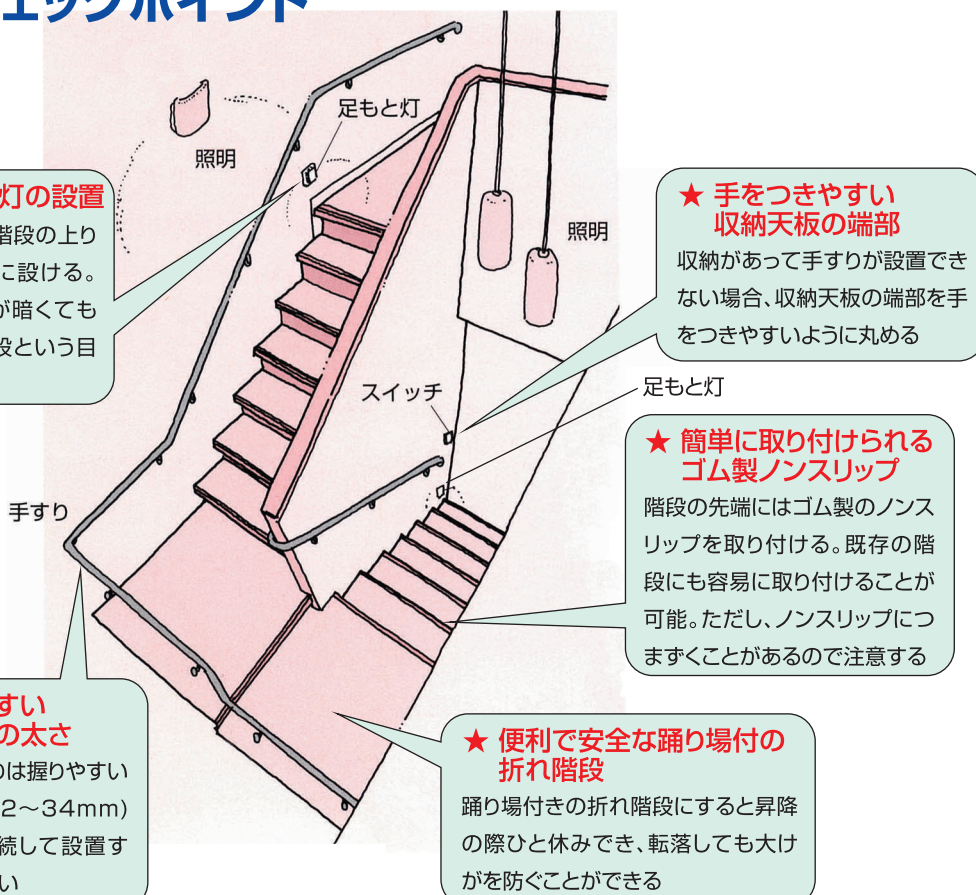 ェックポイント
足もと灯
照明
灯の設置
階段の上り
に設ける。
が暗くても
段という目
照明
★ 手をつきやすい
収納天板の端部
収納があって手すりが設置でき
ない場合、収納天板の端部を手
をつきやすいように丸める
スイッチ
足もと灯
★ 簡単に取り付けられる
ゴム製ノンスリップ
階段の先端にはゴム製のノンス
リップを取り付ける。既存の階
段にも容易に取り付けることが
可能。ただし、ノンスリップにつ
まずくことがあるので注意する
手すり
すい
の太さ
のは握りやすい
2～34mm)
続して設置す
い
★ 便利で安全な踊り場付の
折れ階段
踊り場付きの折れ階段にすると昇降
の際ひと休みでき、転落しても大け
がを防ぐことができる